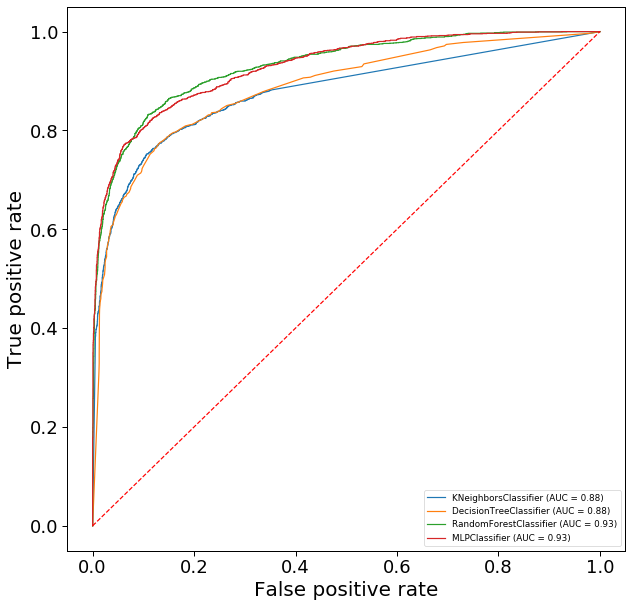 1.0
0.8
0.6
0.4
0.2
0.0
True positive rate
KNeighborsClassifier (AUC = 0.88)
DecisionTreeClassifier (AUC = 0.88)
RandomForestClassifier (AUC = 0.93)
MLPClassifier (AUC = 0.93)
0.0 0.2 0.4 0.6 0.8 1.0
False positive rate